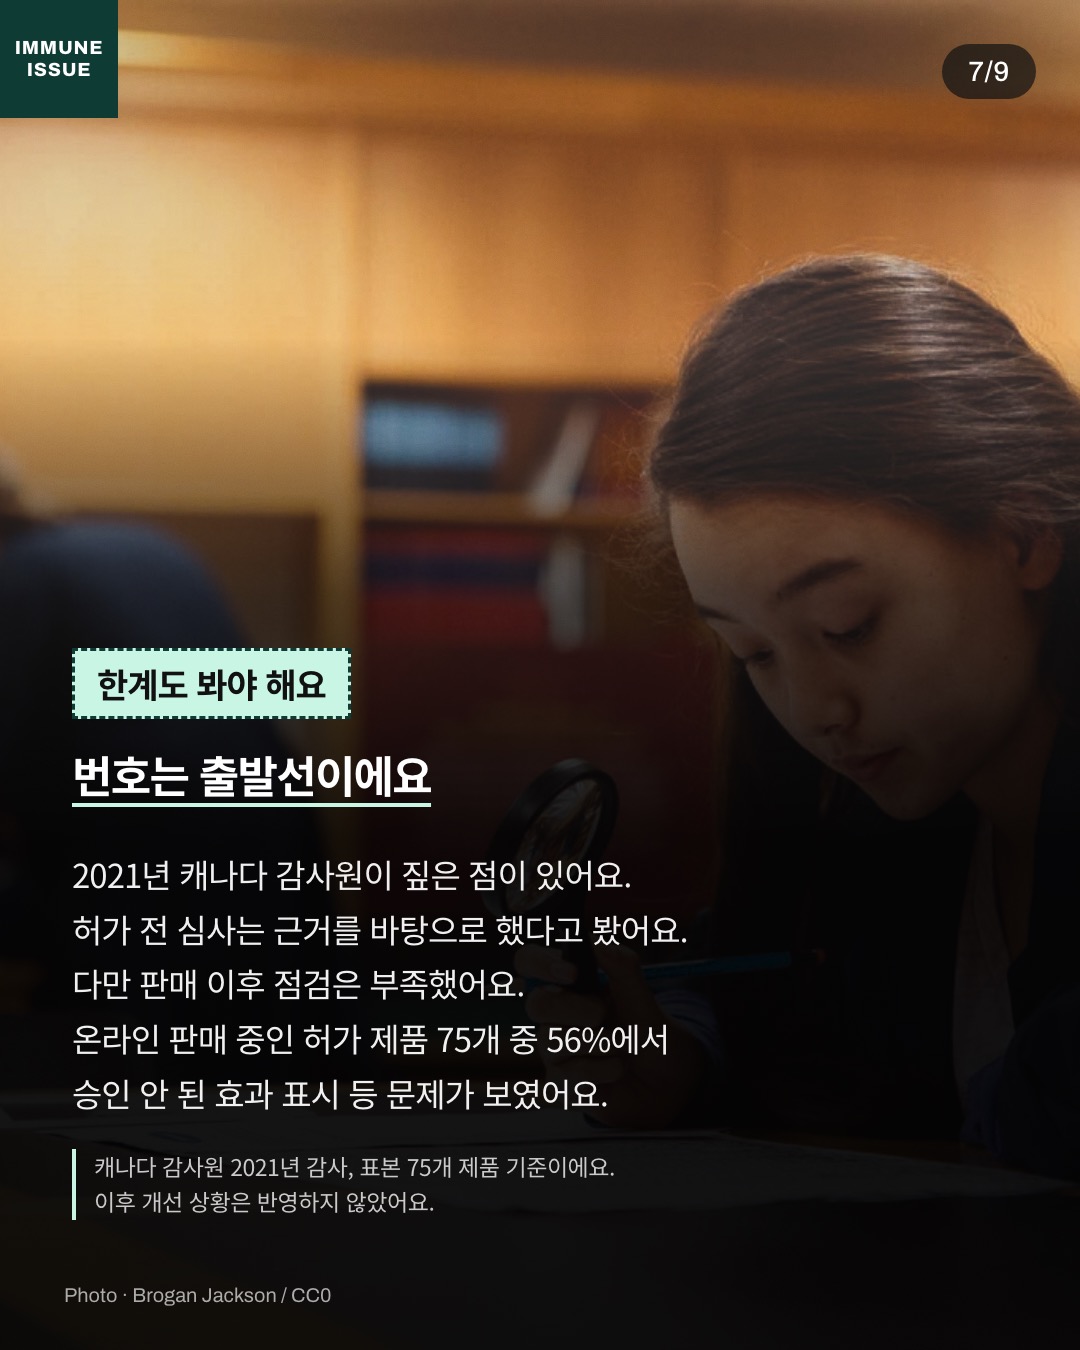 IMMUNE
ISSUE
7/9
한계도 봐야 해요
번호는 출발선이에요
2021년 캐나다 감사원이 짚은 점이 있어요.
허가 전 심사는 근거를 바탕으로 했다고 봤어요.
다만 판매 이후 점검은 부족했어요.
온라인 판매 중인 허가 제품 75개 중 56%에서
승인 안 된 효과 표시 등 문제가 보였어요.
캐나다 감사원 2021년 감사, 표본 75개 제품 기준이에요.
이후 개선 상황은 반영하지 않았어요.
Photo · Brogan Jackson / CC0